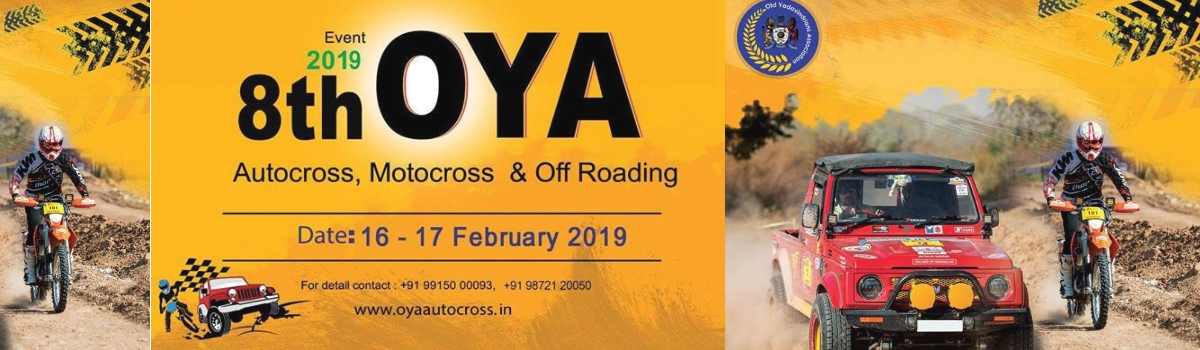 Event
2019
8th OYA
Autocross, Motocross & Off Roading
Date: 16 - 17 February 2019
For detail contact : +91 99150 00093, +91 98721 20050
www.oyaautocross.in
Old Yadavindrians Association